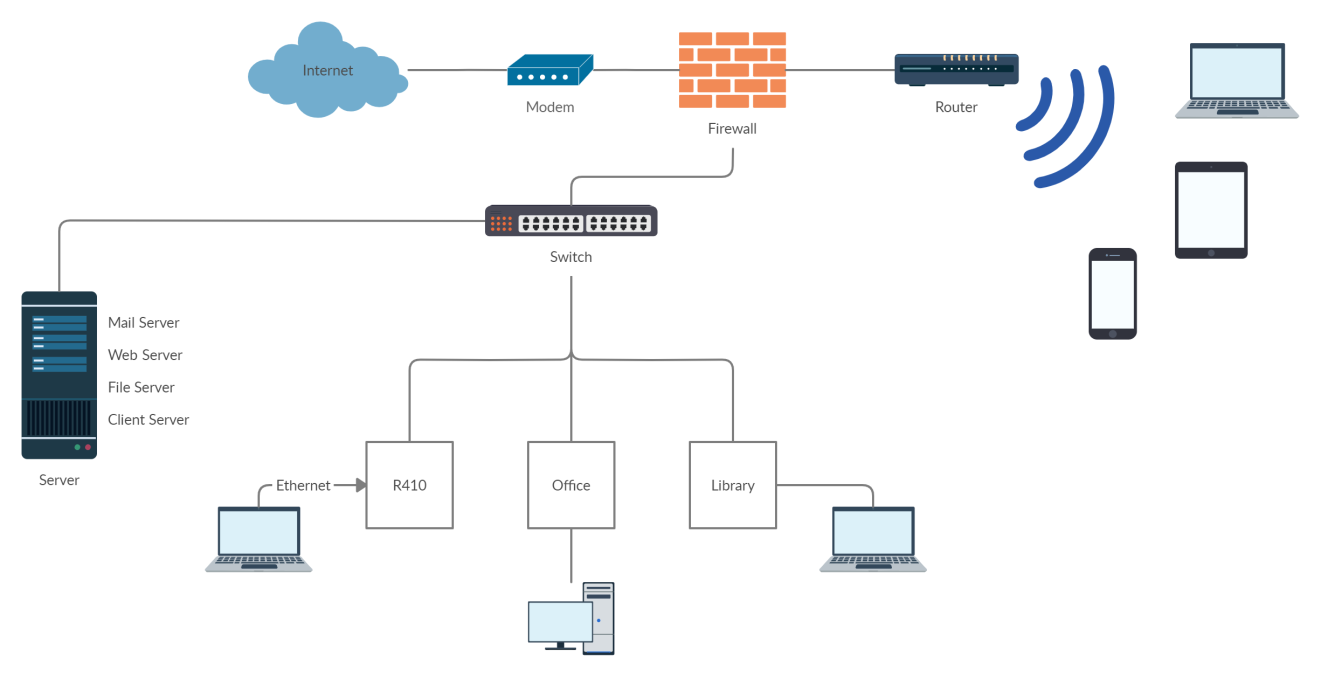 Internet
Modem
Firewall
Router
Switch
Mail Server
Web Server
File Server
Client Server
Server
Ethernet
R410
Office
Library